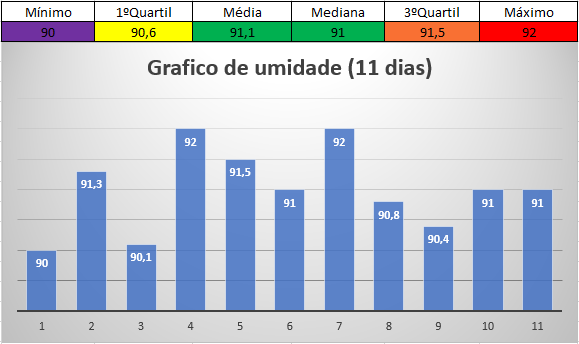 Mínimo 1ºQuartil Média Mediana 3ºQuartil Máximo
90 90,6 91,1 91 91,5 92
Grafico de umidade (11 dias)
90 91,3 90,1 92 91,5 91 92 90,8 90,4 91 91
1 2 3 4 5 6 7 8 9 10 11